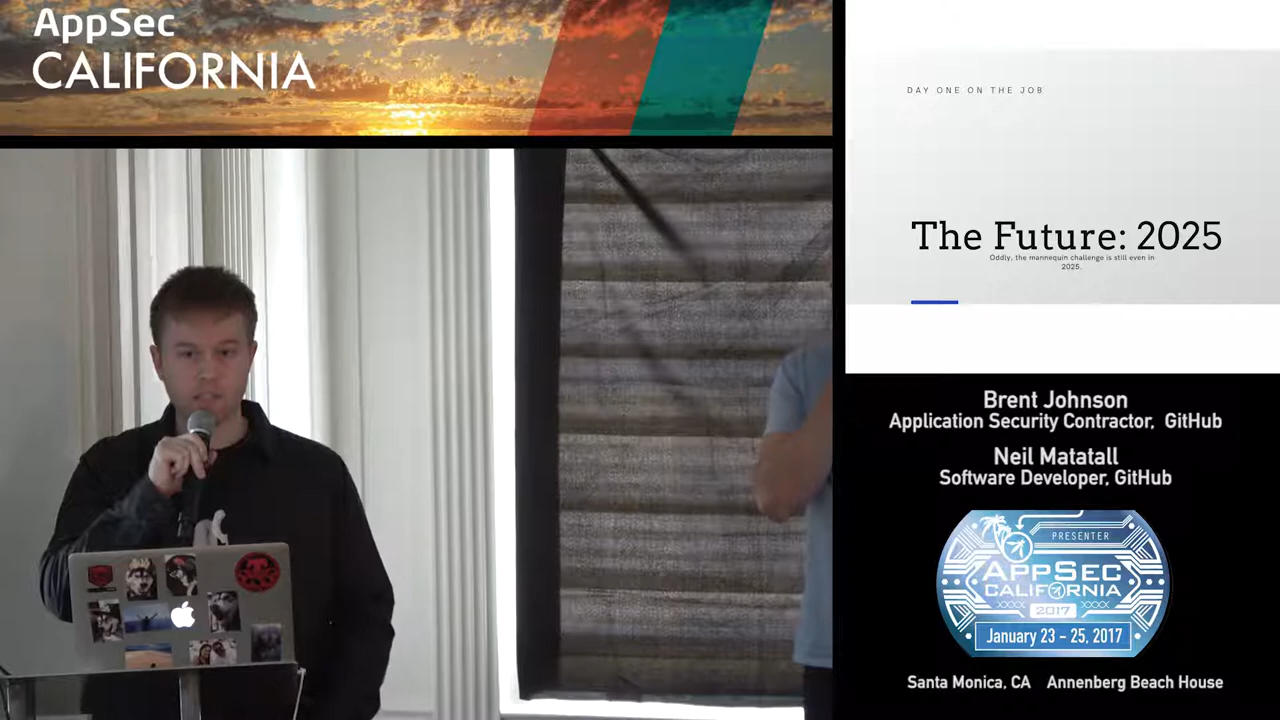 AppSec
CALIFORNIA
DAY ONE ON THE JOB
The Future: 2025
Oddly, the mannequin challenge is still even in
2025.
Brent Johnson
Application Security Contractor, GitHub
Neil Matatall
Software Developer, GitHub
PRESENTER
APPSEC
CALIFORNIA
2017
January 23 - 25, 2017
Santa Monica, CA Annenberg Beach House